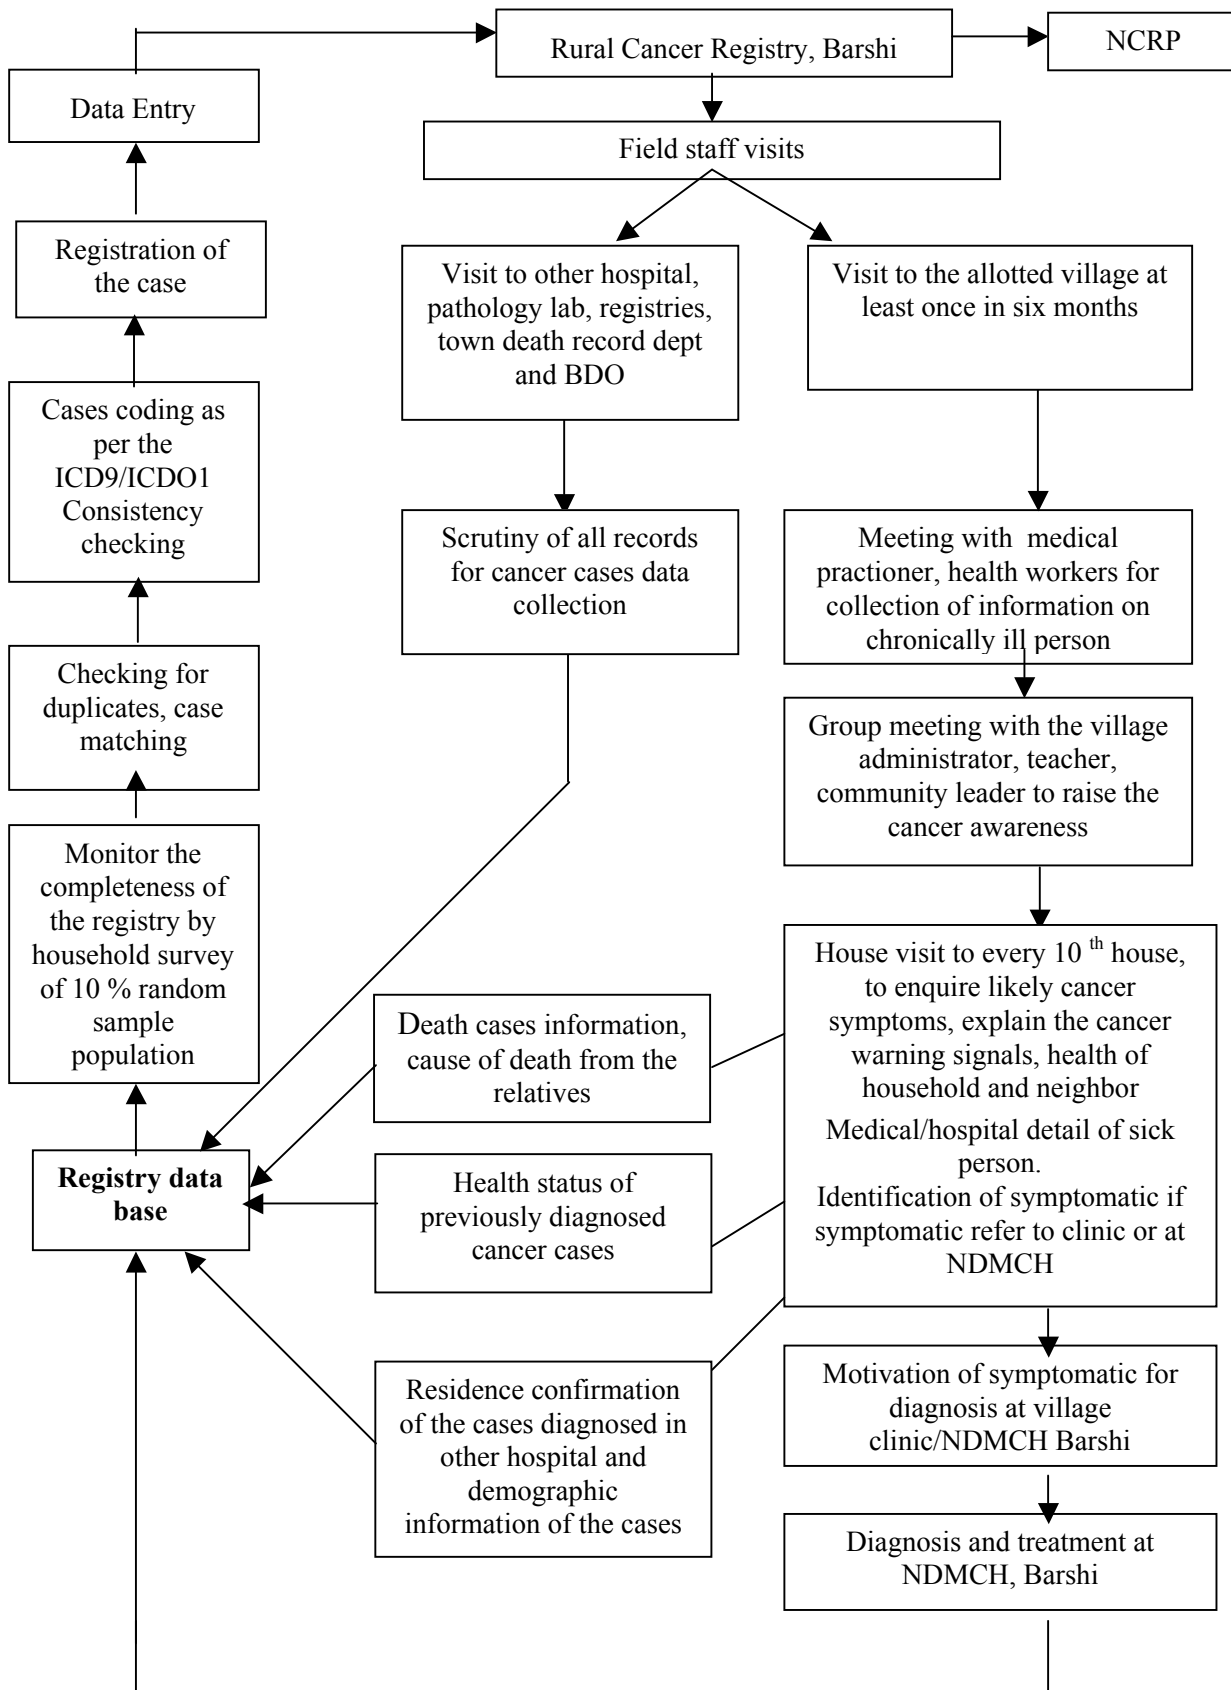 Rural Cancer Registry, Barshi
NCRP
Data Entry
Field staff visits
Registration of
the case
Visit to other hospital,
pathology lab, registries,
town death record dept
and BDO
Visit to the allotted village at
least once in six months
Cases coding as
per the
ICD9/ICDO1
Consistency
checking
Scrutiny of all records
for cancer cases data
collection
Meeting with medical
practioner, health workers for
collection of information on
chronically ill person
Checking for
duplicates, case
matching
Group meeting with the village
administrator, teacher,
community leader to raise the
cancer awareness
Monitor the
completeness of
the registry by
household survey
of 10 % random
sample
population
House visit to every 10 th house,
to enquire likely cancer
symptoms, explain the cancer
warning signals, health of
household and neighbor
Medical/hospital detail of sick
person.
Identification of symptomatic if
symptomatic refer to clinic or at
NDMCH
Death cases information,
cause of death from the
relatives
Registry data
base
Health status of
previously diagnosed
cancer cases
Residence confirmation
of the cases diagnosed in
other hospital and
demographic
information of the cases
Motivation of symptomatic for
diagnosis at village
clinic/NDMCH Barshi
Diagnosis and treatment at
NDMCH, Barshi